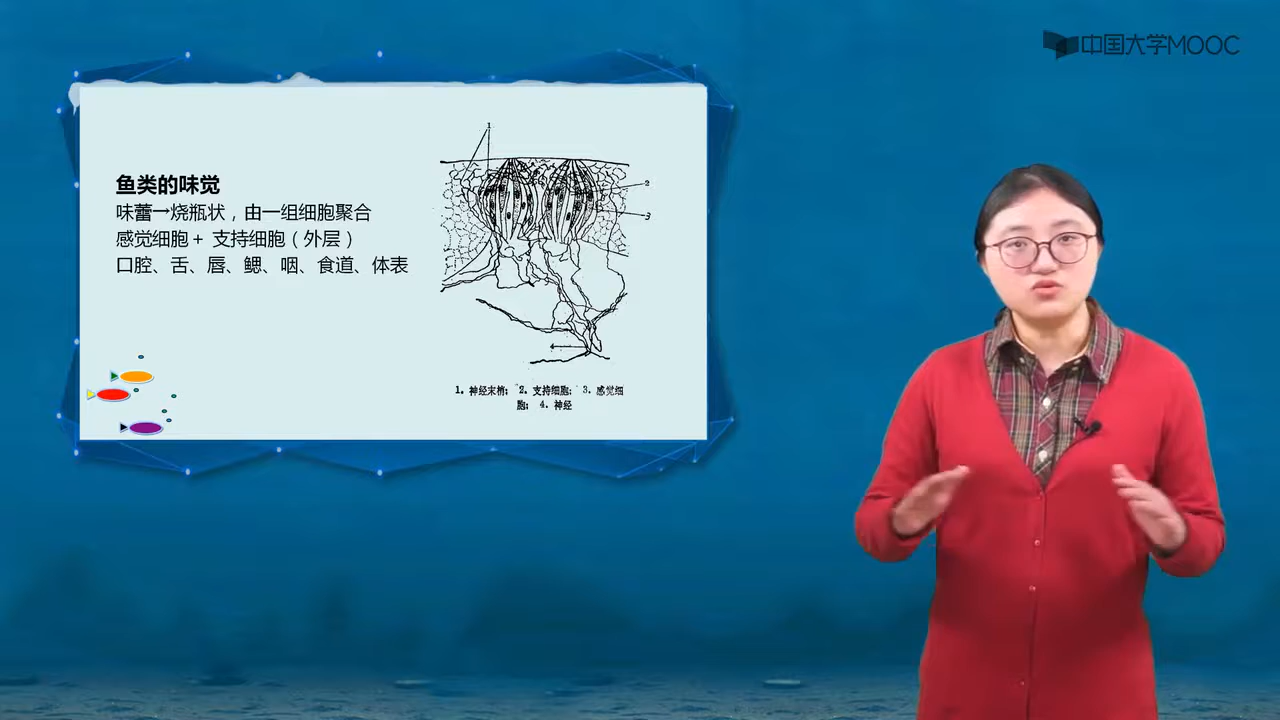 中国大学MOOC
鱼类的味觉
味蕾→烧瓶状，由一组细胞聚合
感觉细胞+ 支持细胞（外层）
口腔、舌、唇、鳃、咽、食道、体表
1
2
3
1. 神经末梢； 2. 支持细胞； 3. 感觉细
胞； 4. 神经